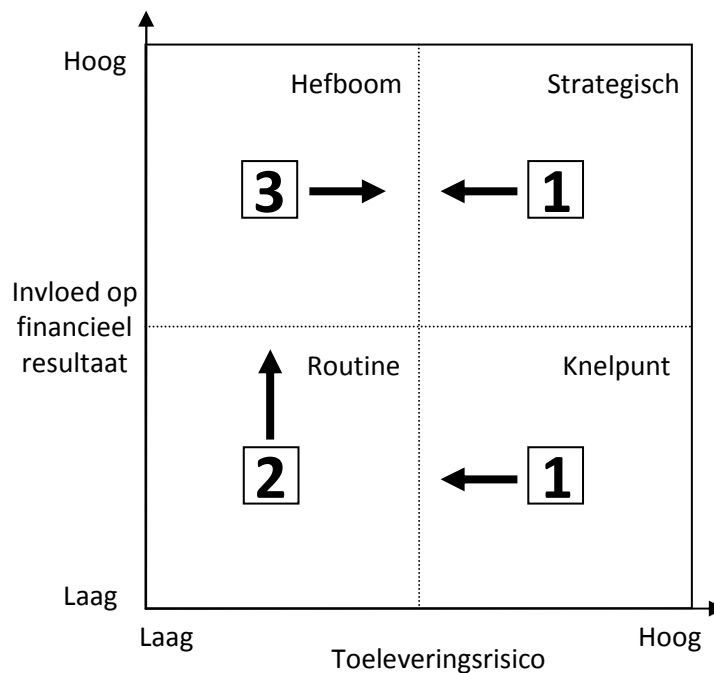 Hoog
Hefboom
Strategisch
3
1
Invloed op
financieel
resultaat
Routine
Knelpunt
2
1
Laag
Laag
Hoog
Toeleveringsrisico